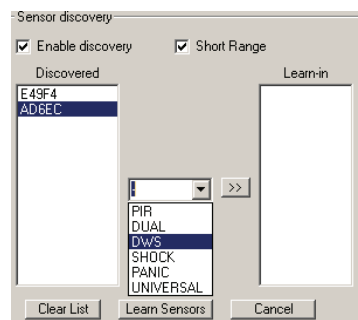 Sensor discovery
Enable discovery
Short Range
Discovered
Learn-in
E49F4
AD6EC
>>
PIR
DUAL
DWS
SHOCK
PANIC
UNIVERSAL
Clear List
Learn Sensors
Cancel